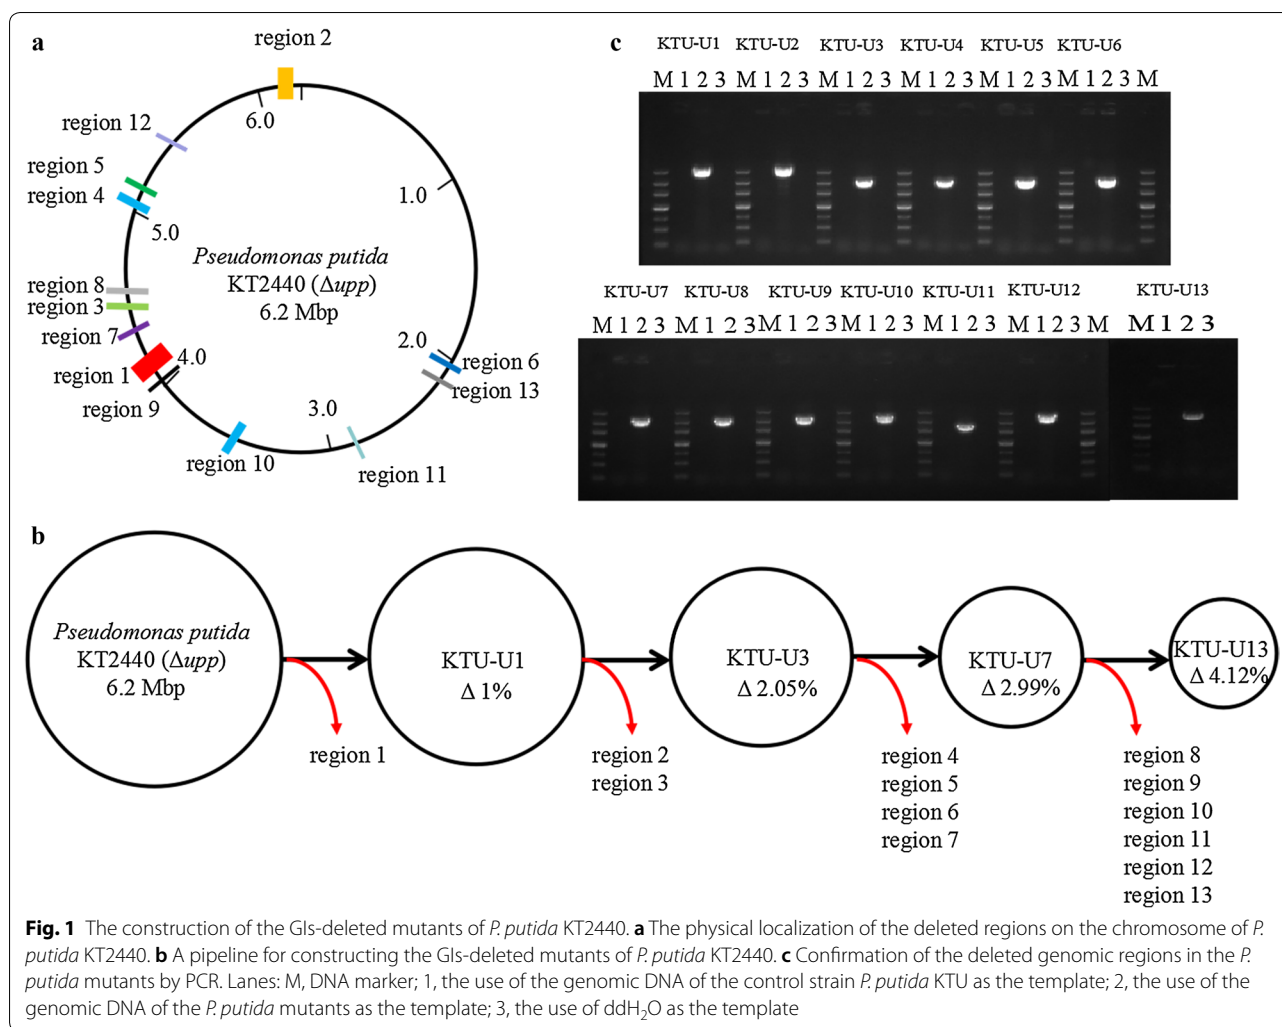 a
region 2
6.0
region 12
region 5
region 4
5.0
1.0
Pseudomonas putida
KT2440 (Δupp)
6.2 Mbp
region 8
region 3
region 7
region 1
4.0
region 9
2.0
region 6
region 13
3.0
region 10
region 11
c
KTU-U1 KTU-U2 KTU-U3 KTU-U4 KTU-U5 KTU-U6
M 1 2 3 M 1 2 3 M 1 2 3 M 1 2 3 M 1 2 3 M 1 2 3 M
KTU-U7 KTU-U8 KTU-U9 KTU-U10 KTU-U11 KTU-U12 KTU-U13
M 1 2 3 M 1 2 3 M 1 2 3 M 1 2 3 M 1 2 3 M 1 2 3 M M 1 2 3
b
Pseudomonas putida
KT2440 (Δupp)
6.2 Mbp
region 1
KTU-U1
Δ 1%
region 2
region 3
KTU-U3
Δ 2.05%
region 4
region 5
region 6
region 7
KTU-U7
Δ 2.99%
region 8
region 9
region 10
region 11
region 12
region 13
KTU-U13
Δ 4.12%
Fig. 1 The construction of the GIs-deleted mutants of P. putida KT2440. a The physical localization of the deleted regions on the chromosome of P.
putida KT2440. b A pipeline for constructing the GIs-deleted mutants of P. putida KT2440. c Confirmation of the deleted genomic regions in the P.
putida mutants by PCR. Lanes: M, DNA marker; 1, the use of the genomic DNA of the control strain P. putida KTU as the template; 2, the use of the
genomic DNA of the P. putida mutants as the template; 3, the use of ddH₂O as the template